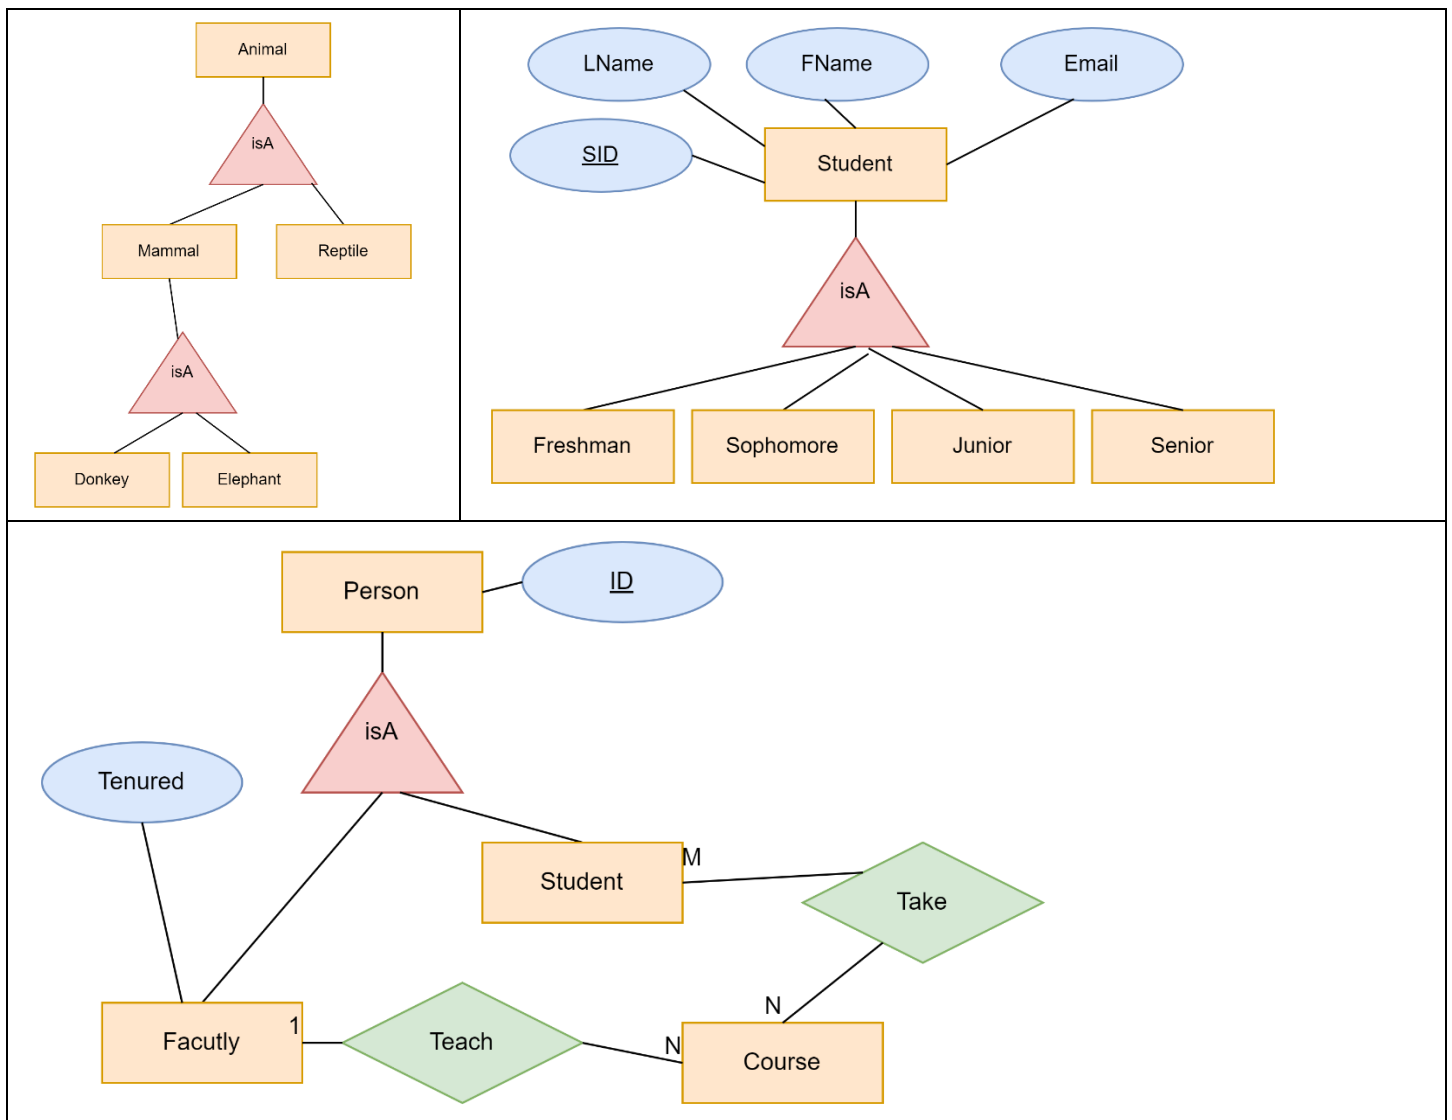 Animal
isA
Mammal
Reptile
isA
Donkey
Elephant
LName
FName
Email
SID
Student
isA
Freshman
Sophomore
Junior
Senior
Person
ID
isA
Tenured
Student
M
Take
N
Facutly
1
Teach
N
Course